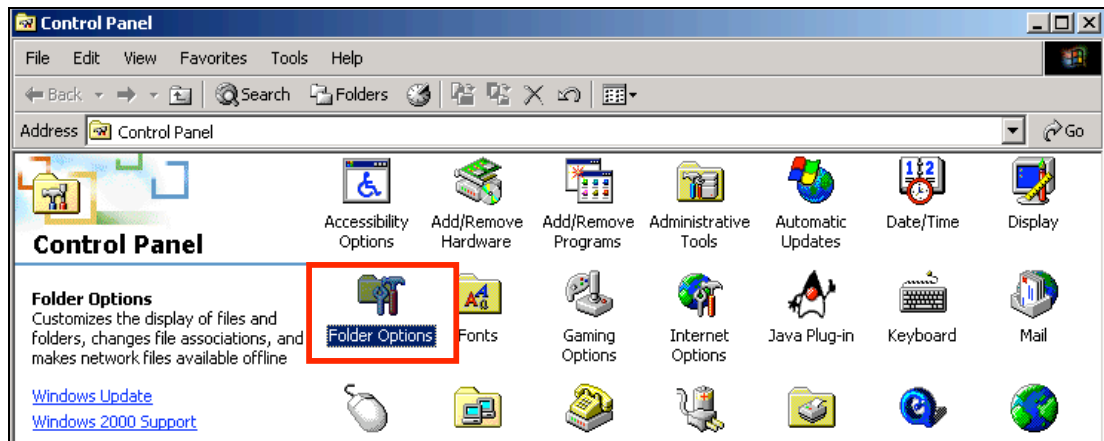 Control Panel
File Edit View Favorites Tools Help
Back Search Folders
Address Control Panel Go
Control Panel
Folder Options
Customizes the display of files and
folders, changes file associations, and
makes network files available offline
Windows Update
Windows 2000 Support
Accessibility
Options
Add/Remove
Hardware
Add/Remove
Programs
Administrative
Tools
Automatic
Updates
Date/Time
Display
Folder Options
Fonts
Gaming
Options
Internet
Options
Java Plug-in
Keyboard
Mail